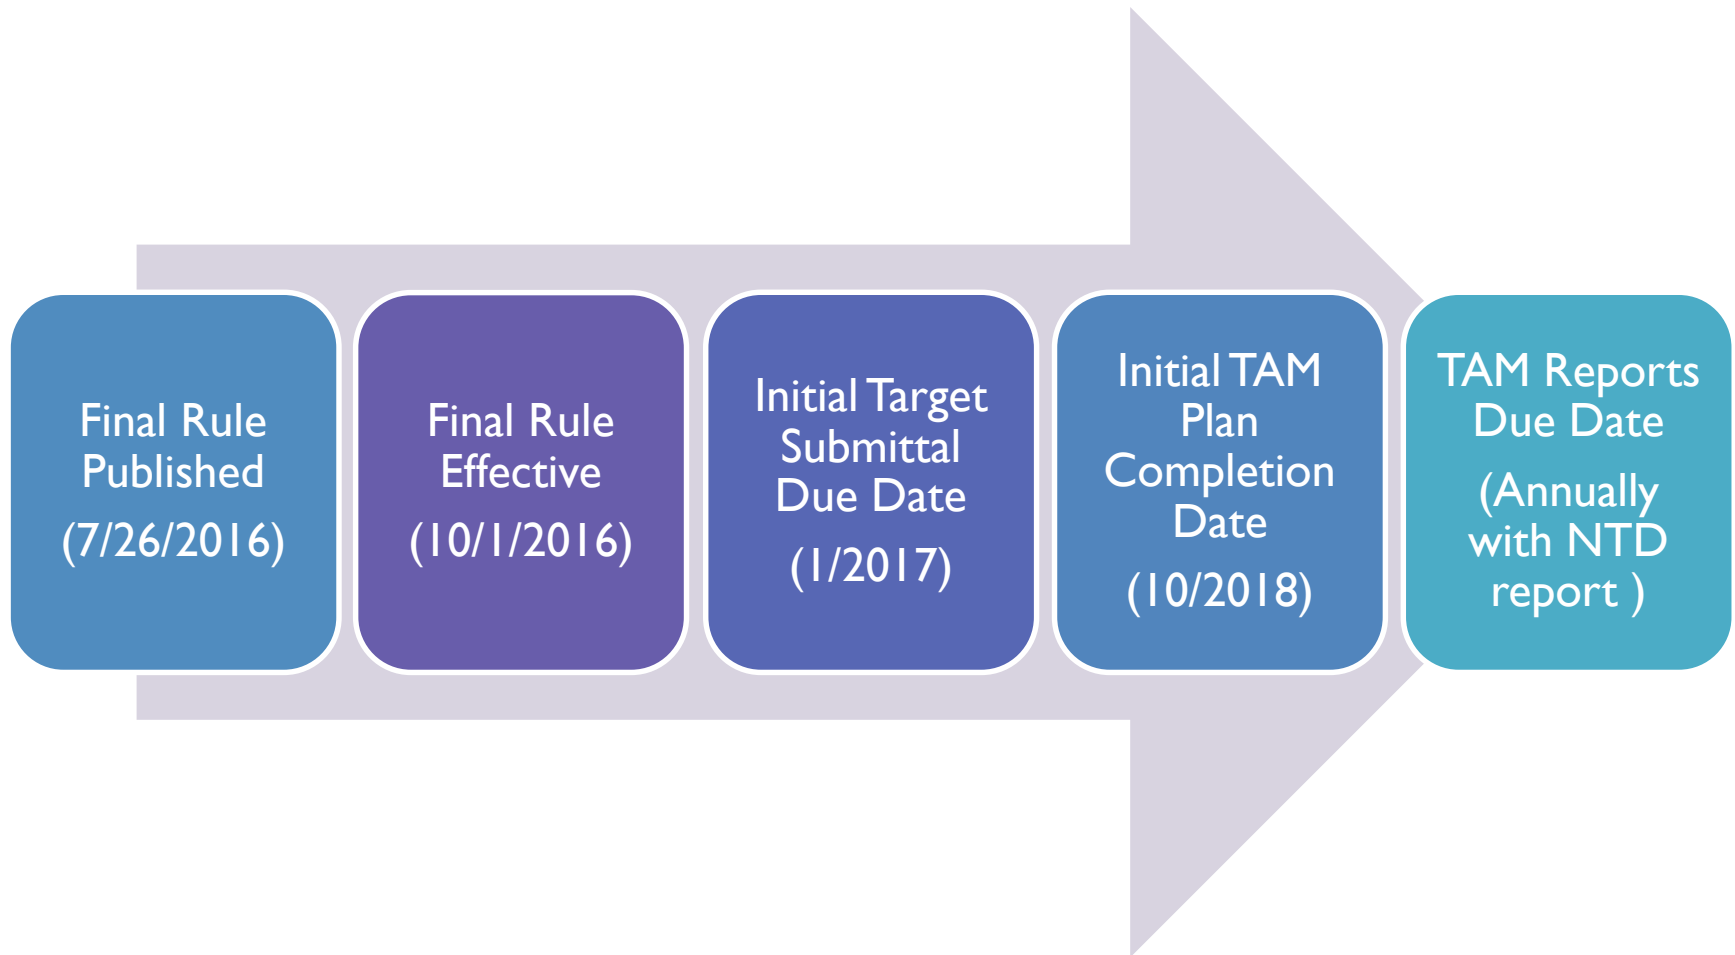 Final Rule
Published
(7/26/2016)
Final Rule
Effective
(10/1/2016)
Initial Target
Submittal
Due Date
(1/2017)
Initial TAM
Plan
Completion
Date
(10/2018)
TAM Reports
Due Date
(Annually
with NTD
report )